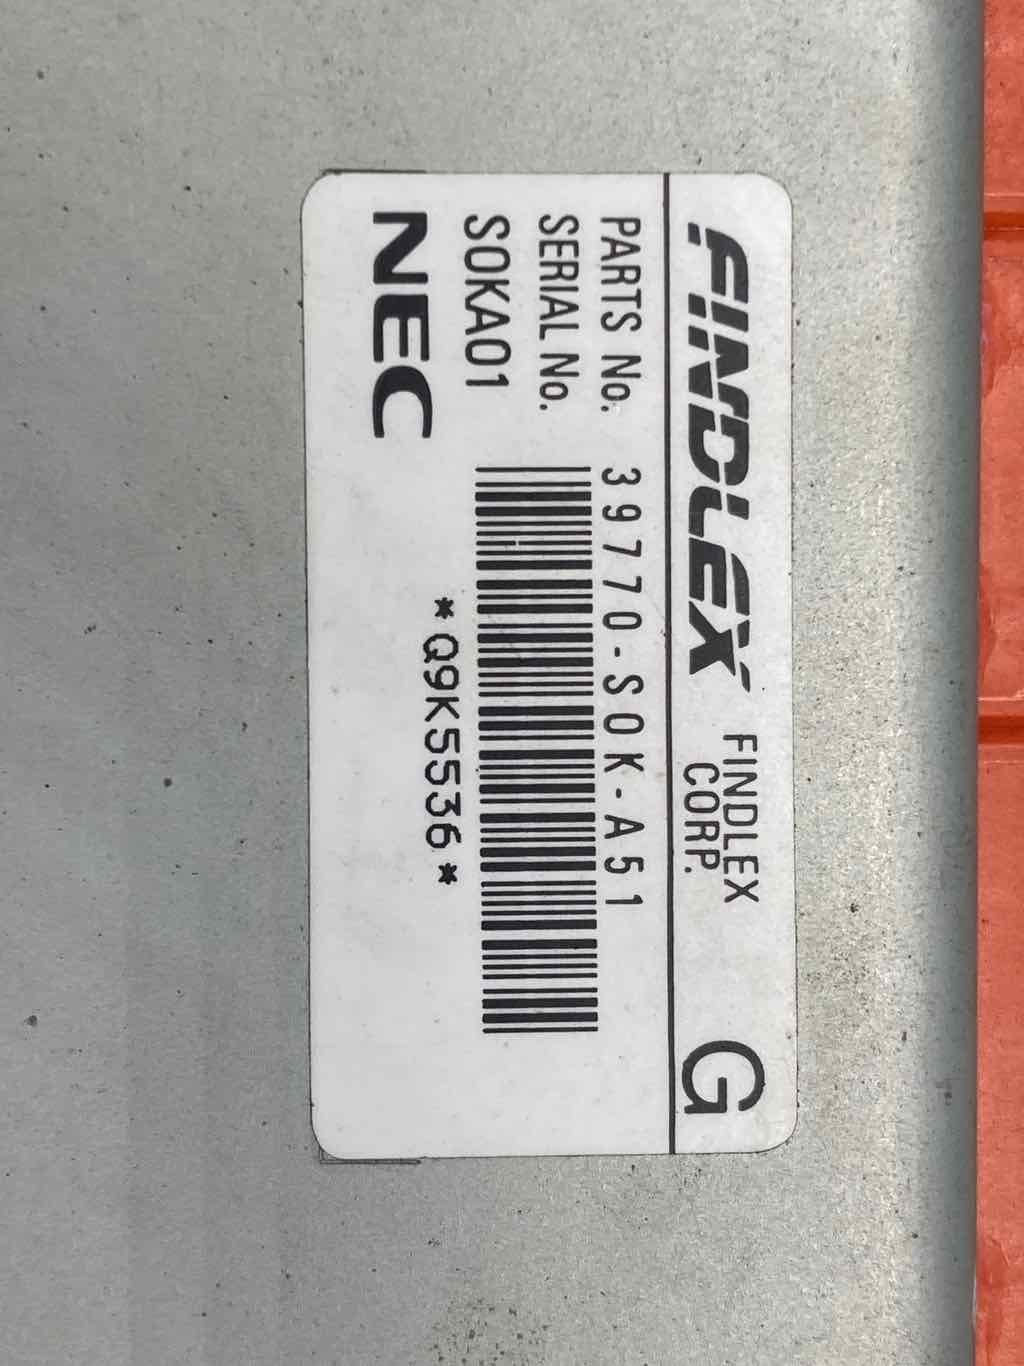 FINDLEX FINDLEX CORP. G
PARTS No. 39770-S0K-A51
SERIAL No.
S0KA01
*Q9K5536*
NEC